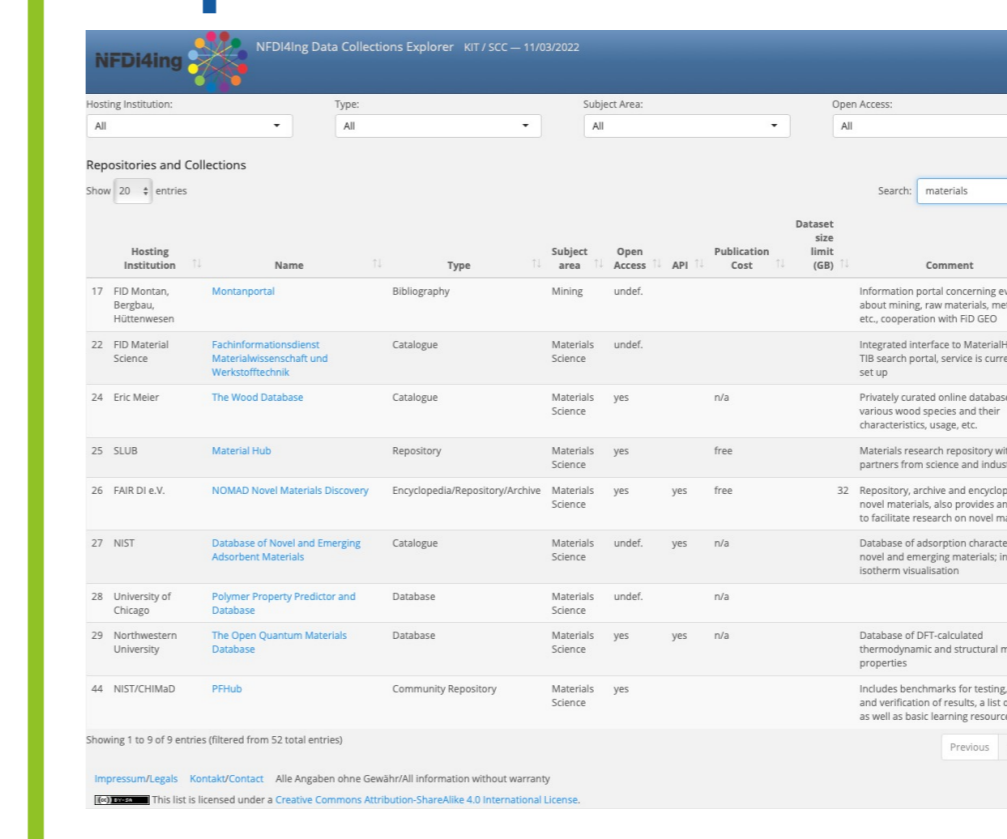 NFDi4ing
NFDI4Ing Data Collections Explorer KIT / SCC — 11/03/2022
Hosting Institution: Type: Subject Area: Open Access:
All All All All
Repositories and Collections
Show 20 entries Search: materials
Hosting Institution Name Type Subject area Open Access API Publication Cost Dataset size limit (GB) Comment
17 FID Montan, Montanportal Bibliography Mining undef. Information portal concerning
Bergbau, about mining, raw materials,
Hüttenwesen etc., cooperation with FiD GEO
22 FID Material Fachinformationsdienst Catalogue Materials undef. Integrated interface to
Science Materialwissenschaft und Science TIB search portal, service is
Werkstofftechnik set up
24 Eric Meier The Wood Database Catalogue Materials yes n/a Privately curated online
Science various wood species and their
characteristics, usage, etc.
25 SLUB Material Hub Repository Materials yes free Materials research repository
Science partners from science and
26 FAIR DI e.V. NOMAD Novel Materials Discovery Encyclopedia/Repository/Archive Materials yes yes free 32 Repository, archive and
Science novel materials, also provides
to facilitate research on novel
27 NIST Database of Novel and Emerging Catalogue Materials undef. yes n/a Database of adsorption
Adsorbent Materials Science novel and emerging materials;
isotherm visualisation
28 University of Polymer Property Predictor and Database Materials undef. n/a
Chicago Database Science
29 Northwestern The Open Quantum Materials Database Materials yes yes n/a Database of DFT-calculated
University Database Science thermodynamic and structural
properties
44 NIST/CHiMaD PFHub Community Repository Materials yes Includes benchmarks for testing,
Science and verification of results, a list
as well as basic learning
Showing 1 to 9 of 9 entries (filtered from 52 total entries) Previous
Impressum/Legals Kontakt/Contact Alle Angaben ohne Gewähr/All information without warranty
This list is licensed under a Creative Commons Attribution-ShareAlike 4.0 International License.